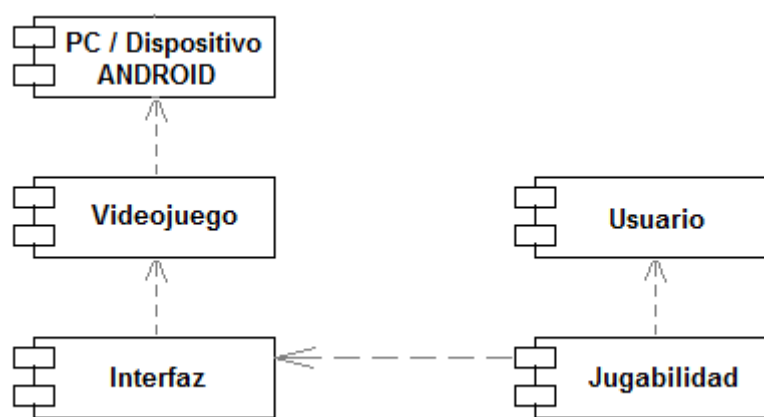 PC / Dispositivo
ANDROID
Videojuego
Usuario
Interfaz
Jugabilidad